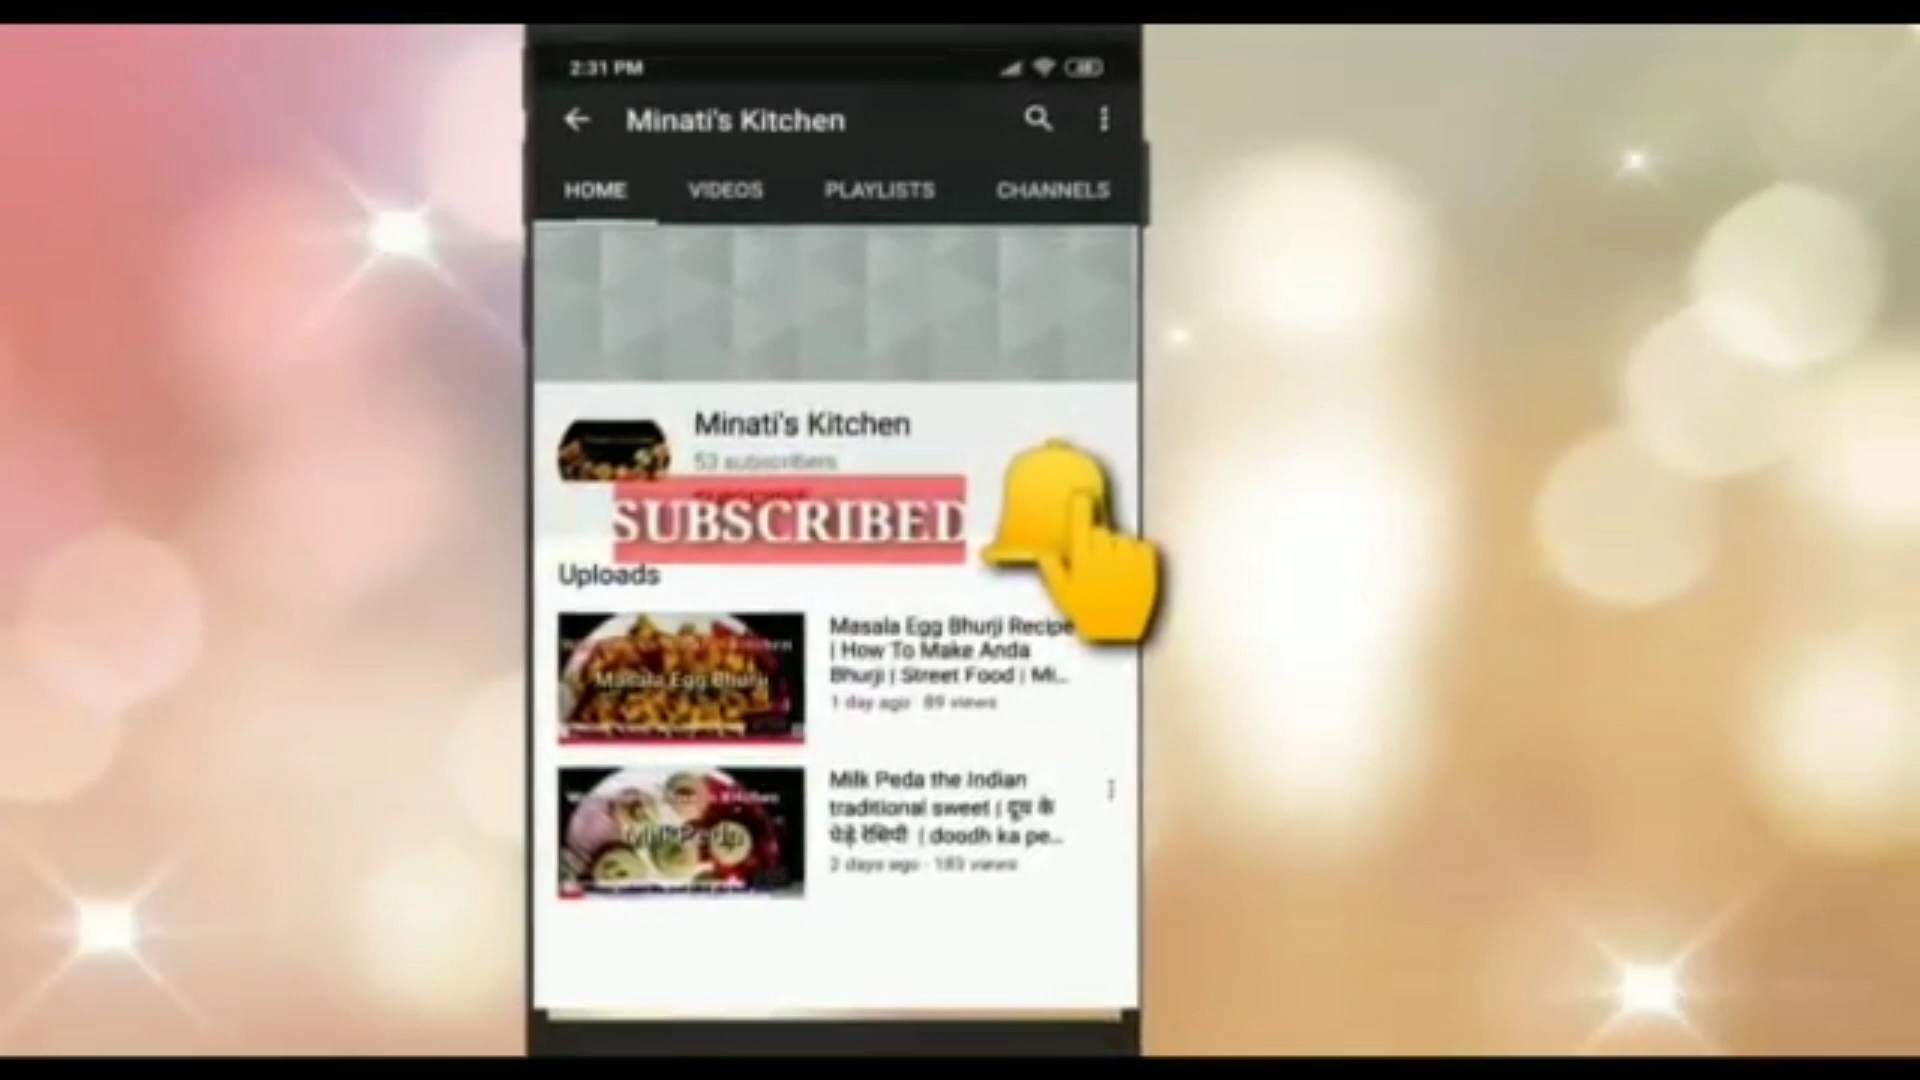 2:31 PM
Minati's Kitchen
HOME VIDEOS PLAYLISTS CHANNELS
Minati's Kitchen
53 subscribers
SUBSCRIBED
Uploads
Masala Egg Bhurji
Masala Egg Bhurji Recipe
| How To Make Anda
Bhurji | Street Food | Mi...
1 day ago · 89 views
Milk Peda
Milk Peda the Indian
traditional sweet | दूध के
पेड़े रेसिपी | doodh ka pe...
2 days ago · 183 views